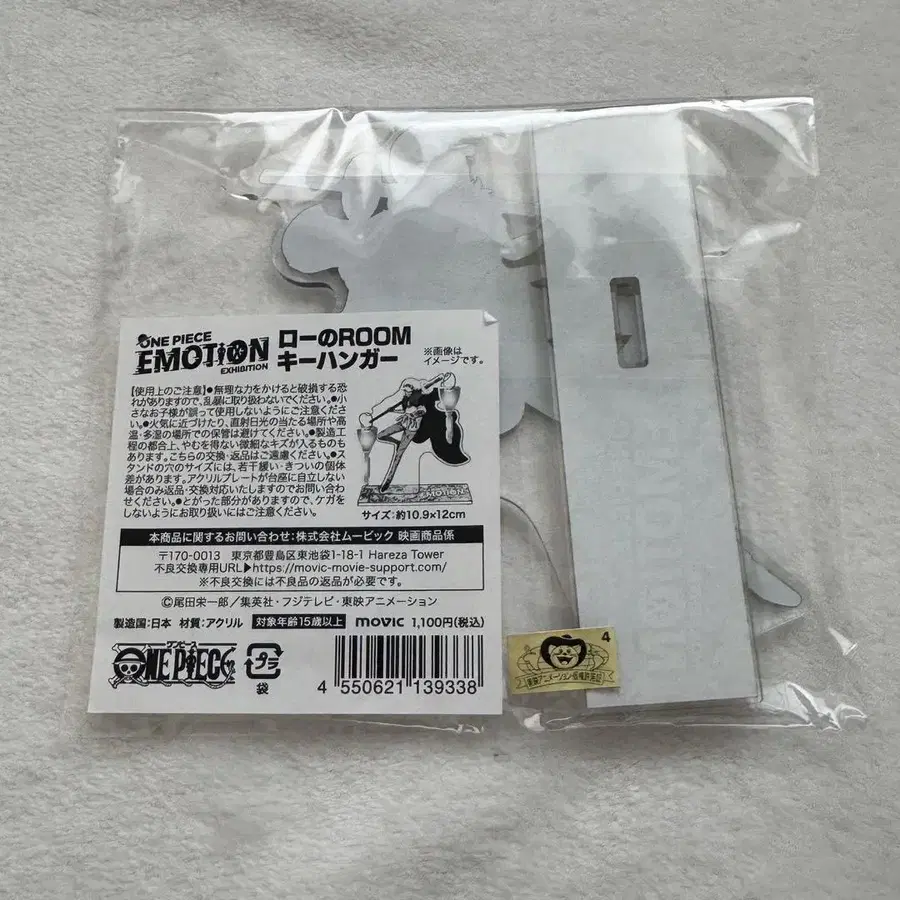 ONE PIECE
EMOTION
EXHIBITION
ローのROOM
キーハンガー
※画像は
イメージです。
【使用上のご注意】●無理な力をかけると破損する恐
れがありますので、乱暴に取り扱わないでください。●小
さなお子様が誤って使用しないようにご注意くださ
い。●火気に近づけたり、直射日光の当たる場所や高
温・多湿の場所での保管は避けてください。●製造工
程の都合上、やむを得ない微細なキズが入るものも
あります。こちらの交換・返品はご遠慮ください。●ス
タンドの穴のサイズには、若干緩い・きついの個体
差があります。アクリルプレートが台座に自立しない
場合のみ返品・交換対応いたしますのでお問い合わ
せください。●とがった部分がありますので、ケガを
しないようにお取り扱いにはご注意ください。
EMOTION
サイズ:約10.9×12cm
本商品に関するお問い合わせ:株式会社ムービック 映画商品係
〒170-0013 東京都豊島区東池袋1-18-1 Hareza Tower
不良交換専用URL▶https://movic-movie-support.com/
※不良交換には不良品の返品が必要です。
©尾田栄一郎／集英社・フジテレビ・東映アニメーション
製造国:日本 材質:アクリル 対象年齢15歳以上 movic 1,100円(税込)
ワンピース
ONE PIECE
プラ
袋
4 550621 139338
4
東映アニメーション版権許諾証